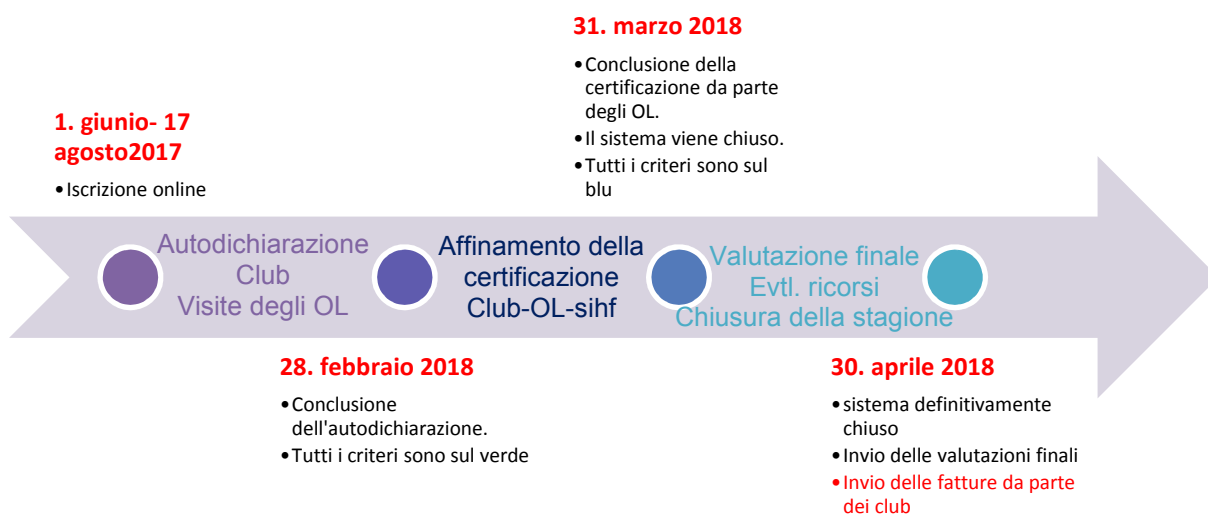 1. giunio- 17
agosto2017
•Iscrizione online
31. marzo 2018
•Conclusione della
certificazione da parte
degli OL.
•Il sistema viene chiuso.
•Tutti i criteri sono sul
blu
Autodichiarazione
Club
Visite degli OL
Affinamento della
certificazione
Club-OL-sihf
Valutazione finale
Evtl. ricorsi
Chiusura della stagione
28. febbraio 2018
•Conclusione
dell'autodichiarazione.
•Tutti i criteri sono sul verde
30. aprile 2018
•sistema definitivamente
chiuso
•Invio delle valutazioni finali
•Invio delle fatture da parte
dei club